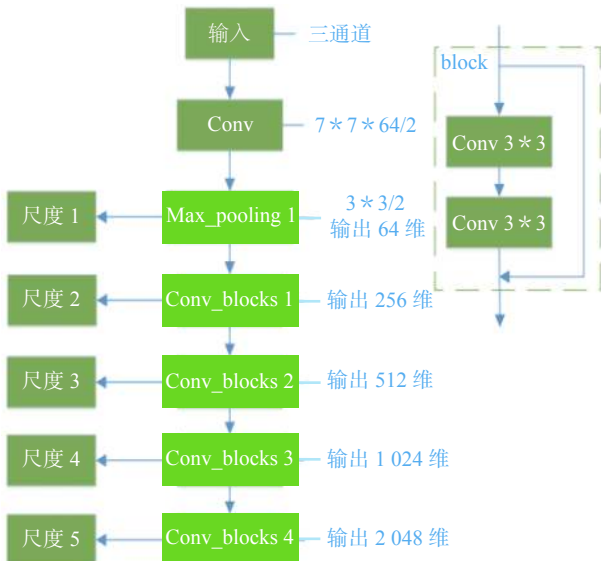 输入
三通道
Conv
7*7*64/2
尺度 1
Max_pooling 1
3*3/2
输出 64 维
尺度 2
Conv_blocks 1
输出 256 维
尺度 3
Conv_blocks 2
输出 512 维
尺度 4
Conv_blocks 3
输出 1 024 维
尺度 5
Conv_blocks 4
输出 2 048 维
block
Conv 3*3
Conv 3*3